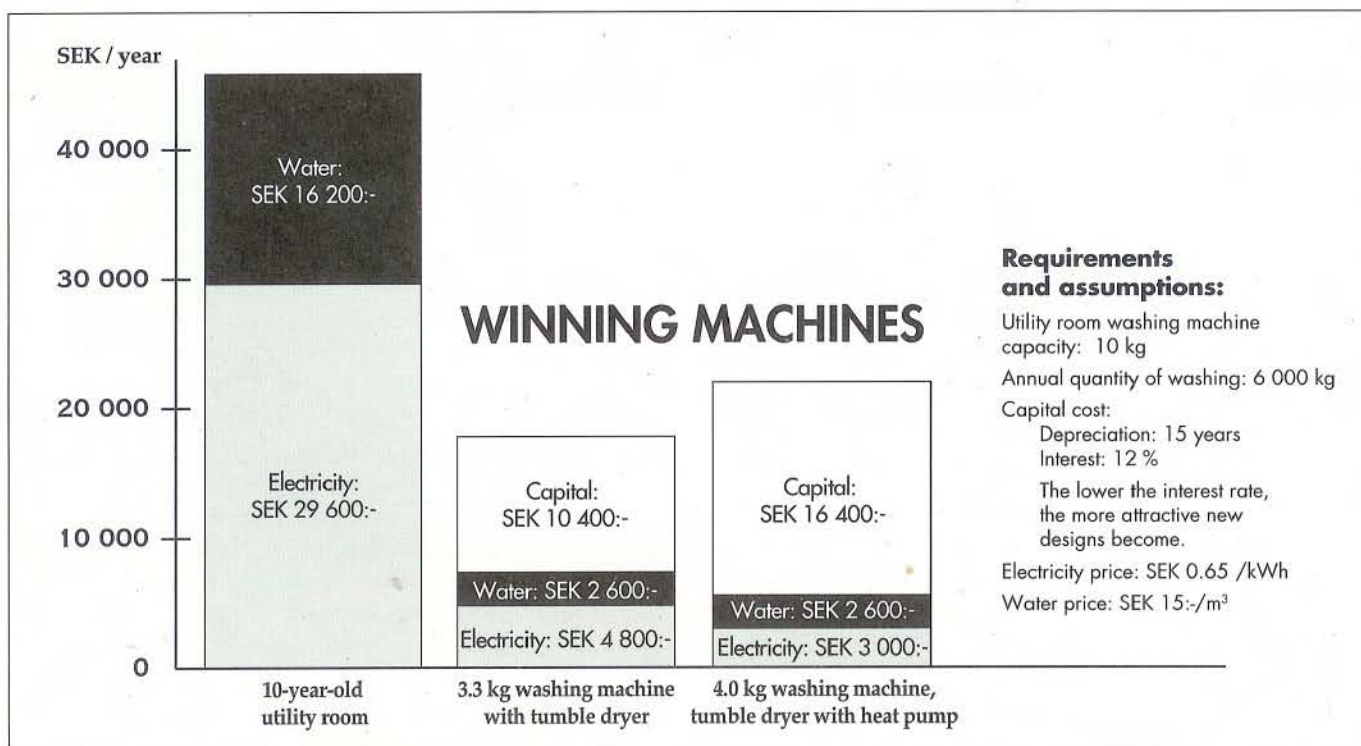 SEK / year
40 000
30 000
20 000
10 000
0
Water:
SEK 16 200:-
Electricity:
SEK 29 600:-
10-year-old
utility room
WINNING MACHINES
Capital:
SEK 10 400:-
Water: SEK 2 600:-
Electricity: SEK 4 800:-
3.3 kg washing machine
with tumble dryer
Capital:
SEK 16 400:-
Water: SEK 2 600:-
Electricity: SEK 3 000:-
4.0 kg washing machine,
tumble dryer with heat pump
Requirements
and assumptions:
Utility room washing machine
capacity: 10 kg
Annual quantity of washing: 6 000 kg
Capital cost:
Depreciation: 15 years
Interest: 12 %
The lower the interest rate,
the more attractive new
designs become.
Electricity price: SEK 0.65 /kWh
Water price: SEK 15:-/m³